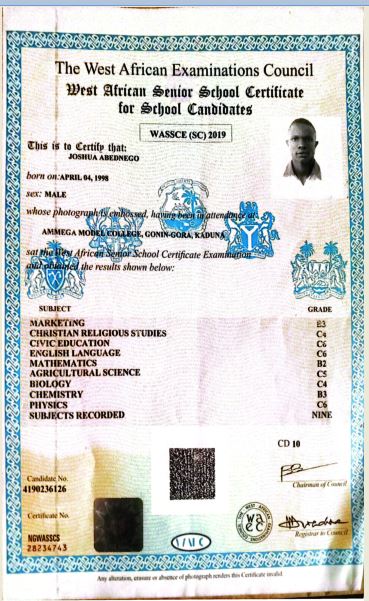 The West African Examinations Council
West African Senior School Certificate
for School Candidates
WASSCE (SC) 2019
This is to Certify that:
JOSHUA ABEDNEGO
born on: APRIL 04, 1998
sex: MALE
whose photograph is embossed, having been in attendance at
AMMEGA MODEL COLLEGE, GONIN-GORA, KADUNA
sat the West African Senior School Certificate Examination
and obtained the results shown below:
SUBJECT GRADE
MARKETING B3
CHRISTIAN RELIGIOUS STUDIES C4
CIVIC EDUCATION C6
ENGLISH LANGUAGE C6
MATHEMATICS B2
AGRICULTURAL SCIENCE C5
BIOLOGY C4
CHEMISTRY B3
PHYSICS C6
SUBJECTS RECORDED NINE
CD 10
Chairman of Council
Candidate No.
4190236126
Certificate No.
NGWASSCS
28234743
waec
Registrar to Council
Any alteration, erasure or absence of photograph renders this Certificate invalid.